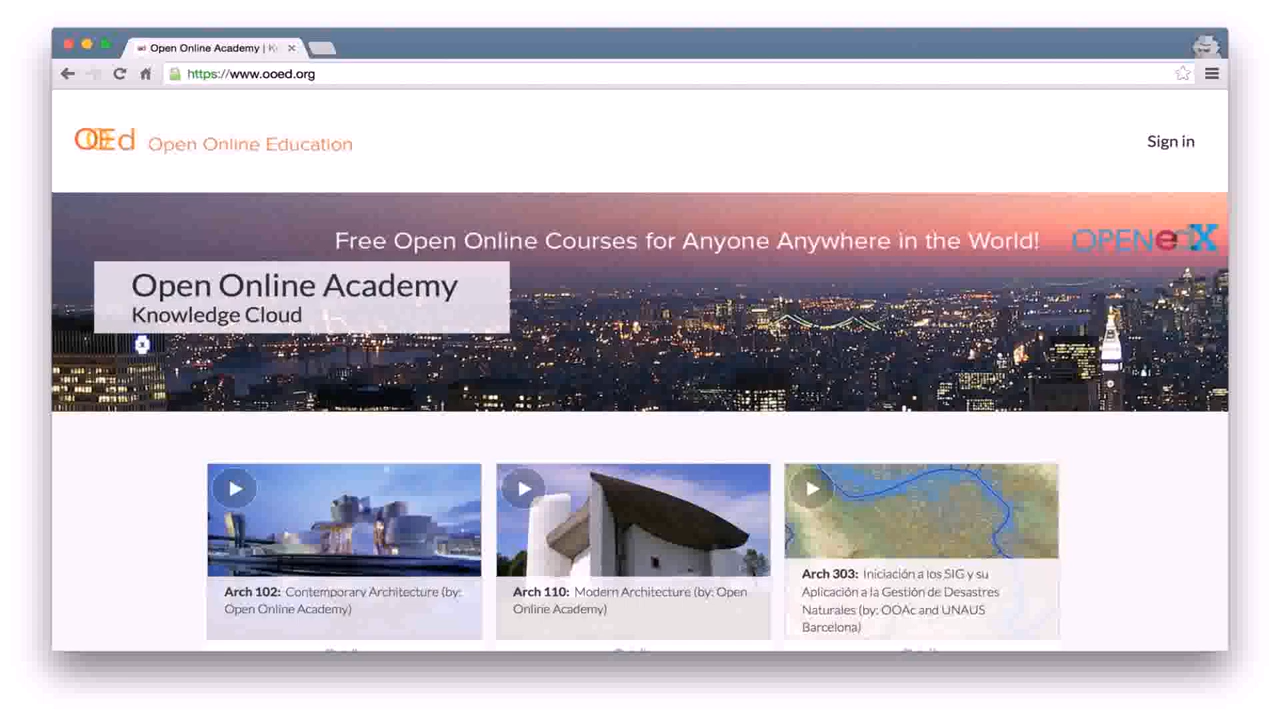 Open Online Academy | K
https://www.ooed.org
OOEd Open Online Education
Sign in
Free Open Online Courses for Anyone Anywhere in the World!
OPENedX
Open Online Academy
Knowledge Cloud
Arch 102: Contemporary Architecture (by:
Open Online Academy)
Arch 110: Modern Architecture (by: Open
Online Academy)
Arch 303: Iniciación a los SIG y su
Aplicación a la Gestión de Desastres
Naturales (by: OOAc and UNAUS
Barcelona)